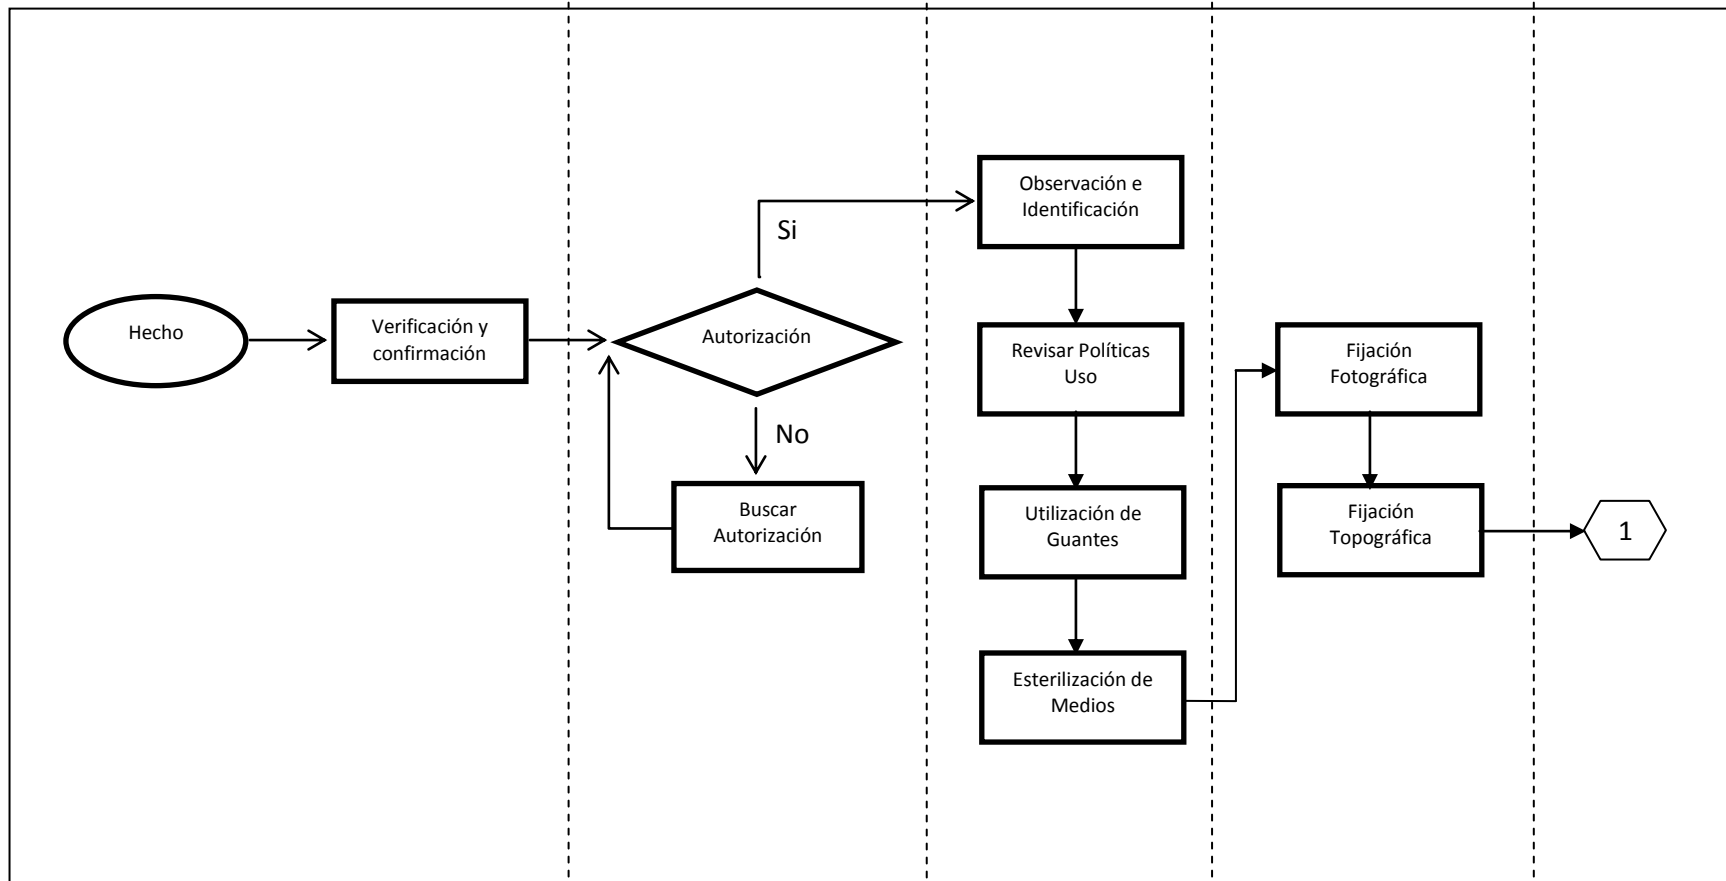 Hecho
Verificación y
confirmación
Autorización
Si
No
Buscar
Autorización
Observación e
Identificación
Revisar Políticas
Uso
Utilización de
Guantes
Esterilización de
Medios
Fijación
Fotográfica
Fijación
Topográfica
1